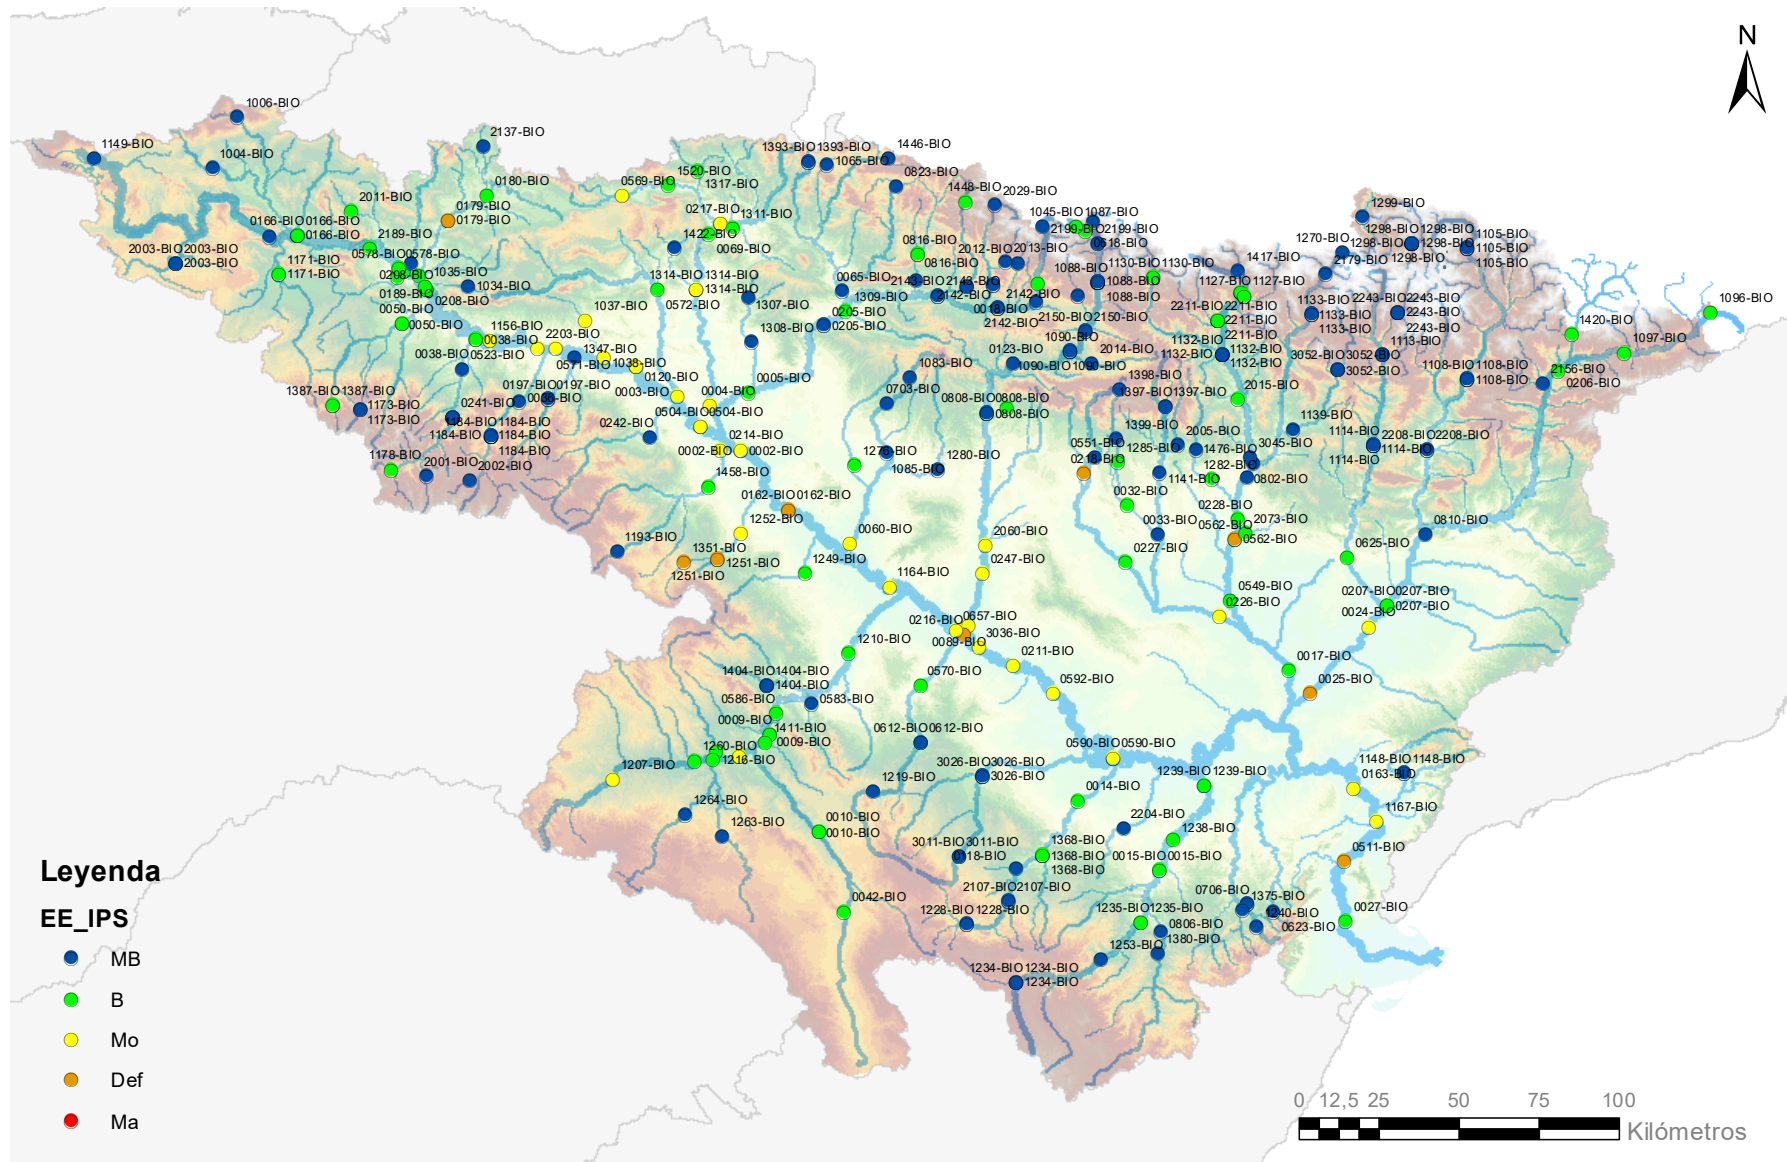 N
1006-BIO
2137-BIO
1149-BIO
1004-BIO
1393-BIO
1393-BIO
1446-BIO
1065-BIO
1520-BIO
1317-BIO
0823-BIO
0569-BIO
0180-BIO
2011-BIO
0179-BIO
0179-BIO
1448-BIO
2029-BIO
1299-BIO
0217-BIO
1311-BIO
0166-BIO
0166-BIO
0166-BIO
2189-BIO
1045-BIO
1087-BIO
2199-BIO
2199-BIO
0618-BIO
1298-BIO
1298-BIO
1298-BIO
1298-BIO
1298-BIO
1105-BIO
1105-BIO
1105-BIO
1270-BIO
2179-BIO
2003-BIO
2003-BIO
2003-BIO
0578-BIO
0578-BIO
1422-BIO
0069-BIO
0816-BIO
0816-BIO
2012-BIO
2013-BIO
1171-BIO
1171-BIO
0208-BIO
1035-BIO
1034-BIO
1314-BIO
1314-BIO
1314-BIO
0065-BIO
2143-BIO
2143-BIO
1088-BIO
1088-BIO
1088-BIO
1130-BIO
1130-BIO
1417-BIO
1127-BIO
1127-BIO
0189-BIO
0208-BIO
0572-BIO
1307-BIO
1309-BIO
2142-BIO
2142-BIO
2142-BIO
0018-BIO
2211-BIO
2211-BIO
2211-BIO
2211-BIO
1133-BIO
1133-BIO
1133-BIO
2243-BIO
2243-BIO
2243-BIO
2243-BIO
1096-BIO
0050-BIO
0050-BIO
1037-BIO
0205-BIO
0205-BIO
1308-BIO
2150-BIO
2150-BIO
1156-BIO
0038-BIO
2203-BIO
1090-BIO
1090-BIO
1090-BIO
1132-BIO
1132-BIO
1132-BIO
1132-BIO
1132-BIO
1113-BIO
1420-BIO
1097-BIO
0038-BIO
0523-BIO
1347-BIO
0571-BIO
1038-BIO
0123-BIO
2014-BIO
1083-BIO
3052-BIO
3052-BIO
3052-BIO
1108-BIO
1108-BIO
1108-BIO
2156-BIO
0206-BIO
1387-BIO
1387-BIO
1173-BIO
1173-BIO
0241-BIO
0197-BIO
0197-BIO
0036-BIO
0120-BIO
0003-BIO
0004-BIO
0005-BIO
0703-BIO
1398-BIO
1397-BIO
1397-BIO
2015-BIO
0504-BIO
0504-BIO
0808-BIO
0808-BIO
0808-BIO
1184-BIO
1184-BIO
1184-BIO
1184-BIO
1184-BIO
0242-BIO
0214-BIO
0002-BIO
0002-BIO
1399-BIO
0551-BIO
1285-BIO
2005-BIO
3045-BIO
1139-BIO
1114-BIO
1114-BIO
1114-BIO
2208-BIO
2208-BIO
1178-BIO
2001-BIO
2002-BIO
1458-BIO
1276-BIO
1085-BIO
1280-BIO
0218-BIO
1476-BIO
1282-BIO
1141-BIO
0802-BIO
0162-BIO
0162-BIO
1252-BIO
0032-BIO
0033-BIO
0228-BIO
2073-BIO
0562-BIO
0562-BIO
0810-BIO
1193-BIO
1351-BIO
1251-BIO
1251-BIO
0060-BIO
1249-BIO
2060-BIO
0247-BIO
0227-BIO
0625-BIO
1164-BIO
0549-BIO
0226-BIO
0207-BIO
0207-BIO
0207-BIO
0024-BIO
0216-BIO
0657-BIO
3036-BIO
0089-BIO
1210-BIO
0211-BIO
0017-BIO
1404-BIO
1404-BIO
1404-BIO
0570-BIO
0592-BIO
0025-BIO
0586-BIO
0583-BIO
0009-BIO
1411-BIO
0009-BIO
0612-BIO
0612-BIO
0590-BIO
0590-BIO
1260-BIO
1216-BIO
1207-BIO
3026-BIO
3026-BIO
3026-BIO
1239-BIO
1239-BIO
1148-BIO
1148-BIO
0163-BIO
1219-BIO
0014-BIO
1264-BIO
1263-BIO
0010-BIO
0010-BIO
2204-BIO
1167-BIO
1238-BIO
3011-BIO
3011-BIO
0118-BIO
1368-BIO
1368-BIO
1368-BIO
0015-BIO
0015-BIO
0511-BIO
2107-BIO
2107-BIO
0042-BIO
1228-BIO
1228-BIO
1235-BIO
1235-BIO
0706-BIO
1375-BIO
1240-BIO
0623-BIO
0027-BIO
0806-BIO
1380-BIO
1253-BIO
1234-BIO
1234-BIO
1234-BIO
Leyenda
EE_IPS
MB
B
Mo
Def
Ma
0 12,5 25 50 75 100
Kilómetros